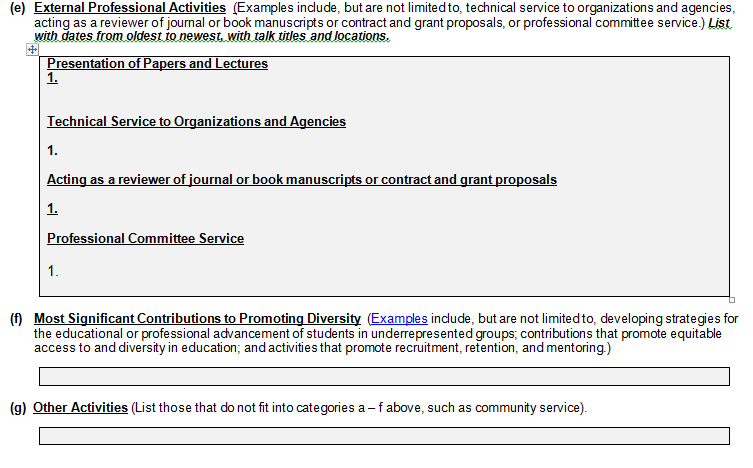 (e) External Professional Activities (Examples include, but are not limited to, technical service to organizations and agencies,
acting as a reviewer of journal or book manuscripts or contract and grant proposals, or professional committee service.) List
with dates from oldest to newest, with talk titles and locations.
Presentation of Papers and Lectures
1.
Technical Service to Organizations and Agencies
1.
Acting as a reviewer of journal or book manuscripts or contract and grant proposals
1.
Professional Committee Service
1.
(f) Most Significant Contributions to Promoting Diversity (Examples include, but are not limited to, developing strategies for
the educational or professional advancement of students in underrepresented groups; contributions that promote equitable
access to and diversity in education; and activities that promote recruitment, retention, and mentoring.)
(g) Other Activities (List those that do not fit into categories a – f above, such as community service).